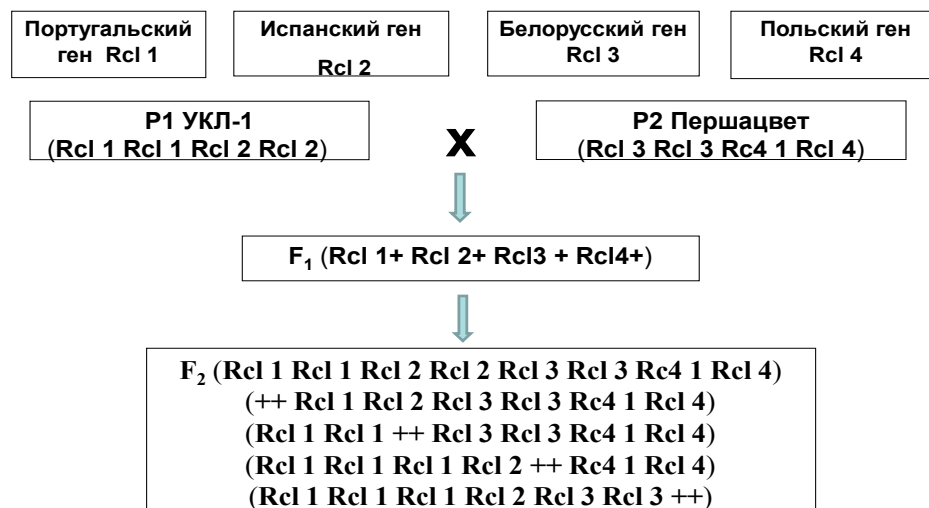 Португальский
ген Rcl 1
Испанский ген
Rcl 2
Белорусский ген
Rcl 3
Польский ген
Rcl 4
P1 УКЛ-1
(Rcl 1 Rcl 1 Rcl 2 Rcl 2)
X
P2 Першацвет
(Rcl 3 Rcl 3 Rc4 1 Rcl 4)
F1 (Rcl 1+ Rcl 2+ Rcl3 + Rcl4+)
F2 (Rcl 1 Rcl 1 Rcl 2 Rcl 2 Rcl 3 Rcl 3 Rc4 1 Rcl 4)
(++ Rcl 1 Rcl 2 Rcl 3 Rcl 3 Rc4 1 Rcl 4)
(Rcl 1 Rcl 1 ++ Rcl 3 Rcl 3 Rc4 1 Rcl 4)
(Rcl 1 Rcl 1 Rcl 1 Rcl 2 ++ Rc4 1 Rcl 4)
(Rcl 1 Rcl 1 Rcl 1 Rcl 2 Rcl 3 Rcl 3 ++)